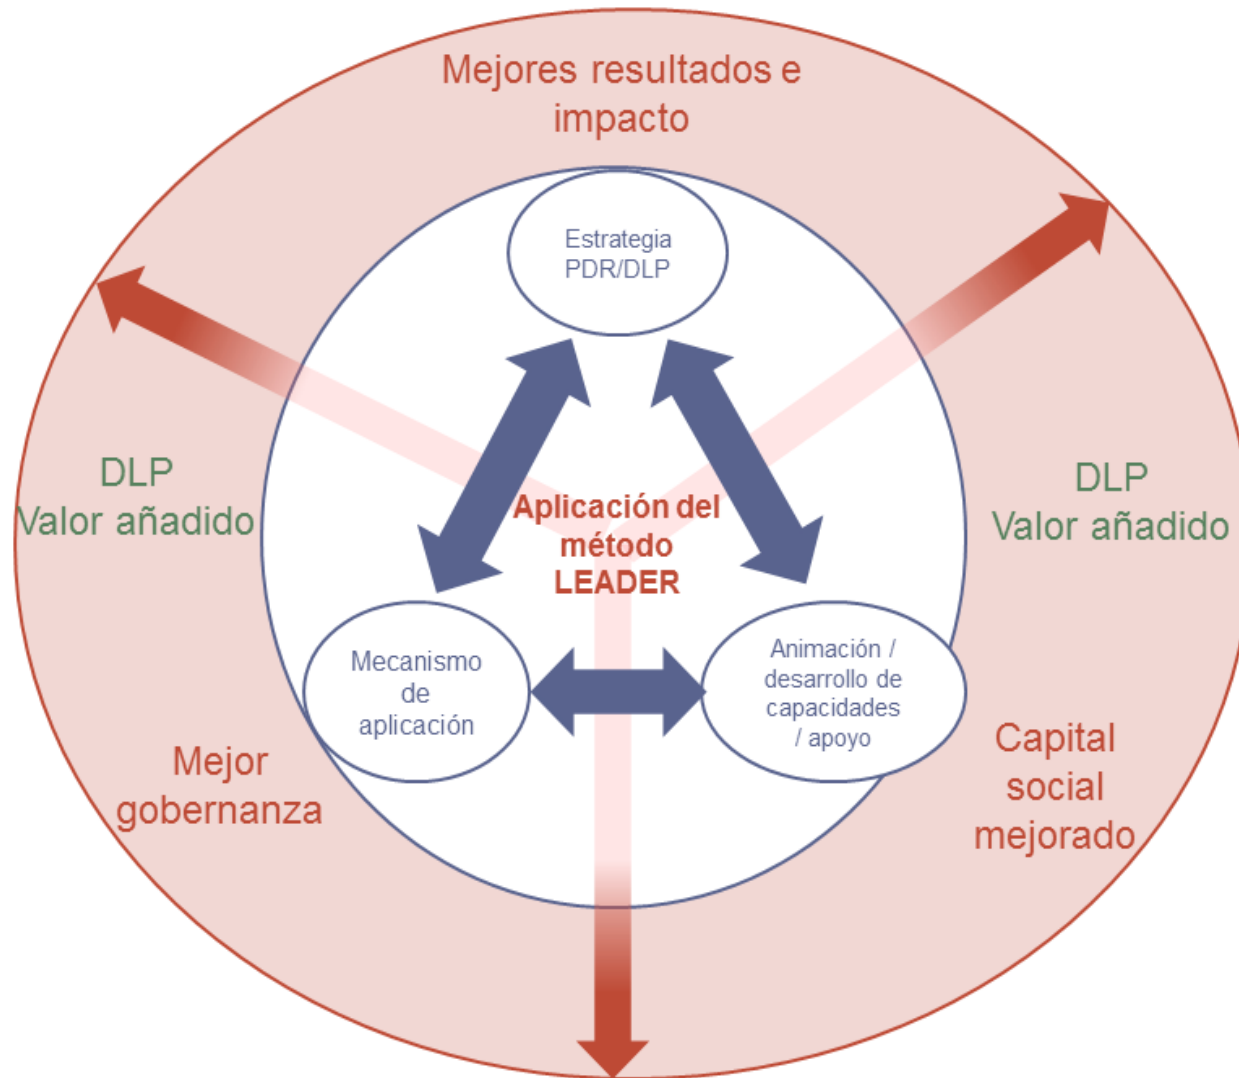 Mejores resultados e
impacto
Estrategia
PDR/DLP
DLP
Valor añadido
Aplicación del
método
LEADER
DLP
Valor añadido
Mecanismo
de
aplicación
Animación /
desarrollo de
capacidades
/ apoyo
Mejor
gobernanza
Capital
social
mejorado